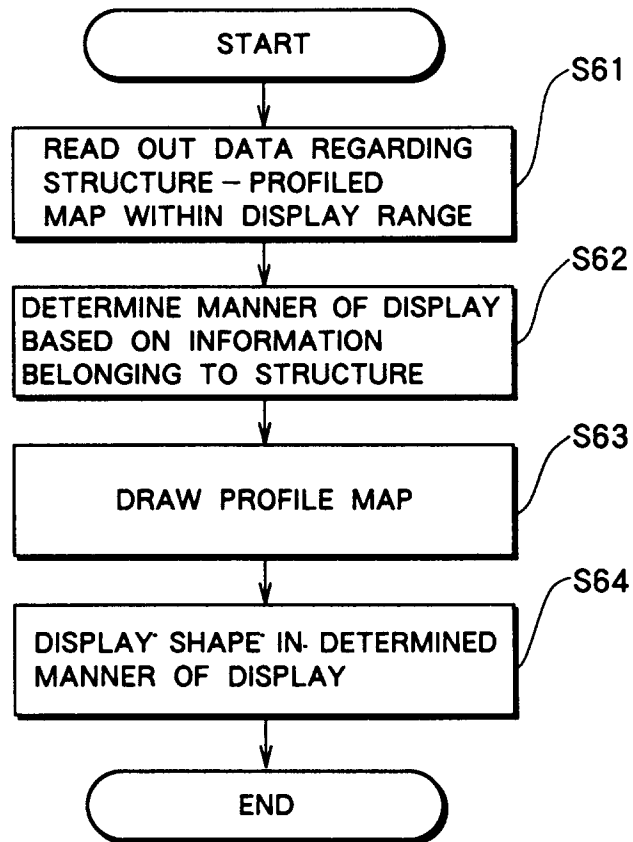 START
S61
READ OUT DATA REGARDING
STRUCTURE – PROFILED
MAP WITHIN DISPLAY RANGE
S62
DETERMINE MANNER OF DISPLAY
BASED ON INFORMATION
BELONGING TO STRUCTURE
S63
DRAW PROFILE MAP
S64
DISPLAY SHAPE IN DETERMINED
MANNER OF DISPLAY
END